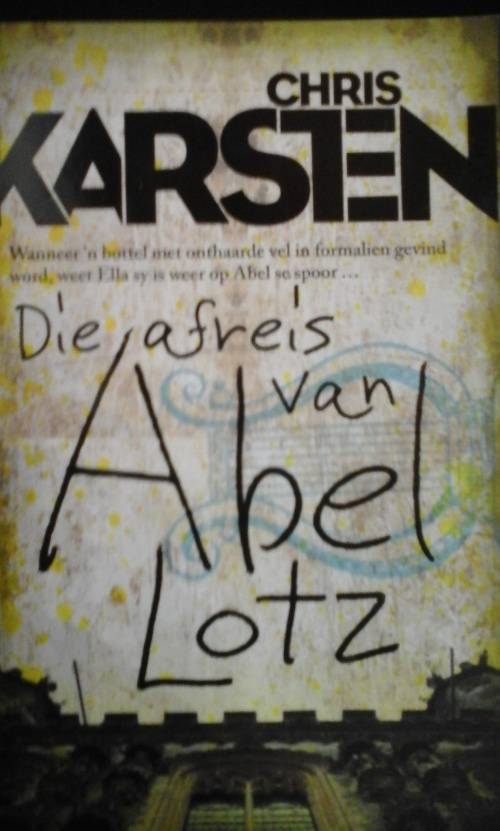 CHRIS
KARSTEN
Wanneer 'n bottel met onthaarde vel in formalien gevind
word, weet Ella sy is weer op Abel se spoor ...
Die afreis
van
Abel
Lotz